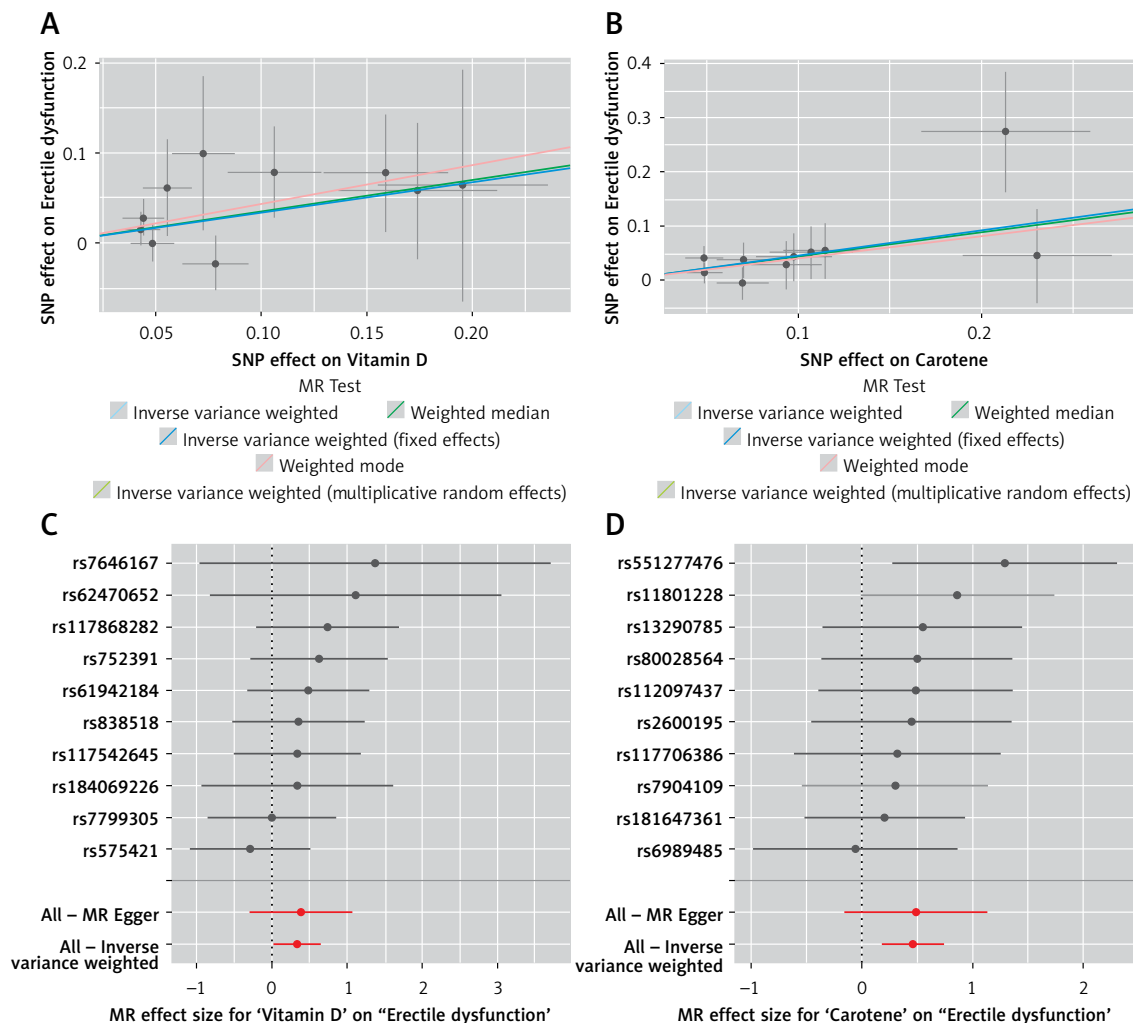 A
SNP effect on Erectile dysfunction
0.2
0.1
0
0.05
0.10
0.15
0.20
SNP effect on Vitamin D
MR Test
Inverse variance weighted
Weighted median
Inverse variance weighted (fixed effects)
Weighted mode
Inverse variance weighted (multiplicative random effects)
B
SNP effect on Erectile dysfunction
0.4
0.3
0.2
0.1
0
0.1
0.2
SNP effect on Carotene
MR Test
Inverse variance weighted
Weighted median
Inverse variance weighted (fixed effects)
Weighted mode
Inverse variance weighted (multiplicative random effects)
C
rs7646167
rs62470652
rs117868282
rs752391
rs61942184
rs838518
rs117542645
rs184069226
rs7799305
rs575421
All – MR Egger
All – Inverse
variance weighted
–1
0
1
2
3
MR effect size for 'Vitamin D' on "Erectile dysfunction'
D
rs551277476
rs11801228
rs13290785
rs80028564
rs112097437
rs2600195
rs117706386
rs7904109
rs181647361
rs6989485
All – MR Egger
All – Inverse
variance weighted
–1
0
1
2
MR effect size for 'Carotene' on "Erectile dysfunction'